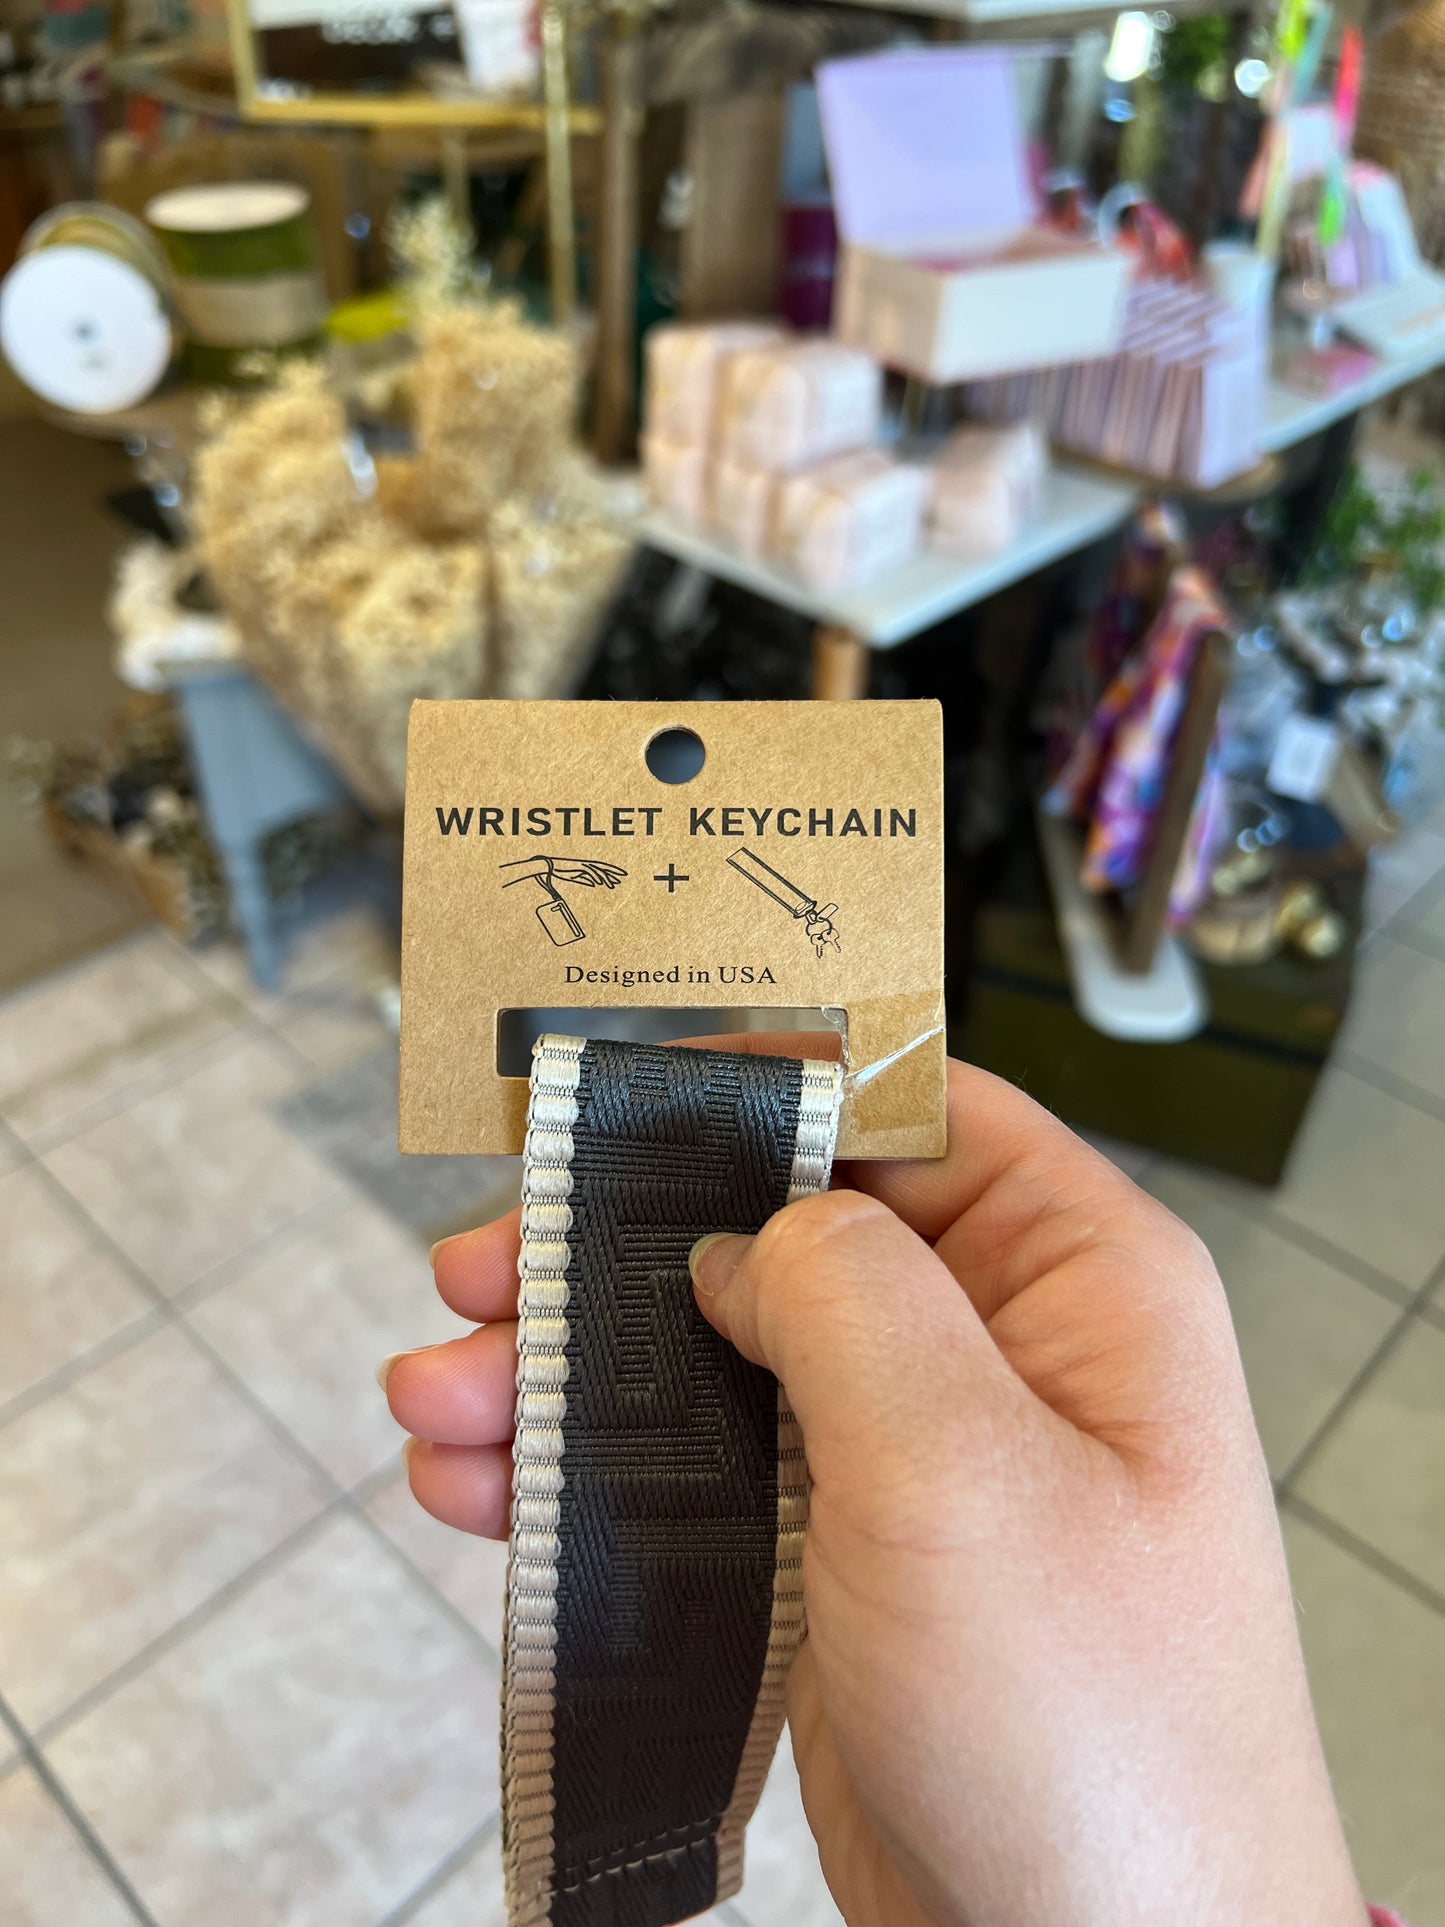 WRISTLET KEYCHAIN
+
Designed in USA